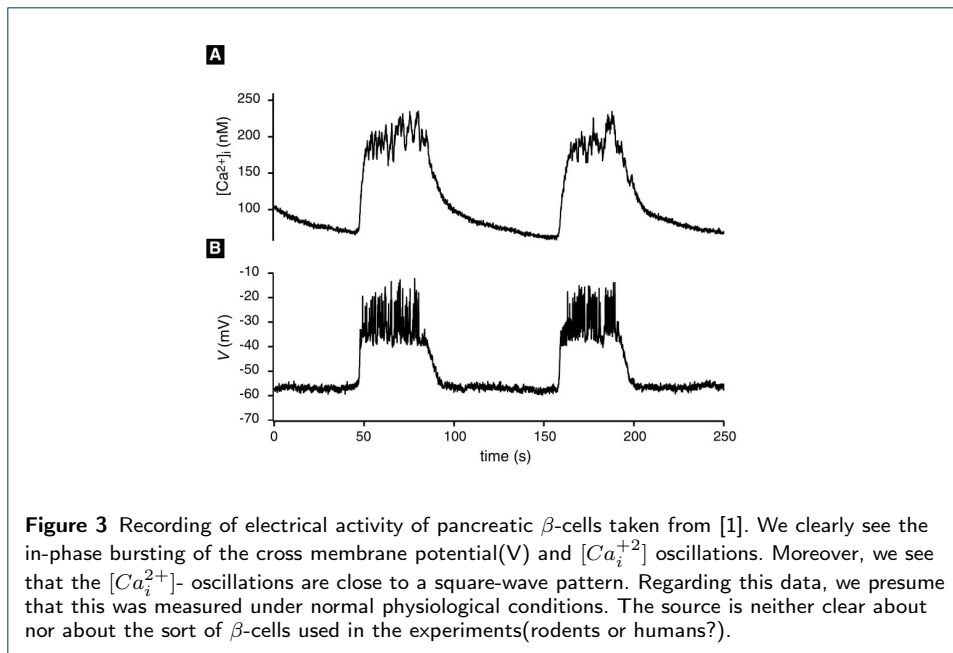 A
250
200
150
100
[Ca²⁺]ᵢ (nM)
B
-10
-20
-30
-40
-50
-60
-70
V (mV)
0 50 100 150 200 250
time (s)
Figure 3 Recording of electrical activity of pancreatic β-cells taken from [1]. We clearly see the
in-phase bursting of the cross membrane potential(V) and [Ca_i^{+2}] oscillations. Moreover, we see
that the [Ca_i^{2+}]- oscillations are close to a square-wave pattern. Regarding this data, we presume
that this was measured under normal physiological conditions. The source is neither clear about
nor about the sort of β-cells used in the experiments(rodents or humans?).